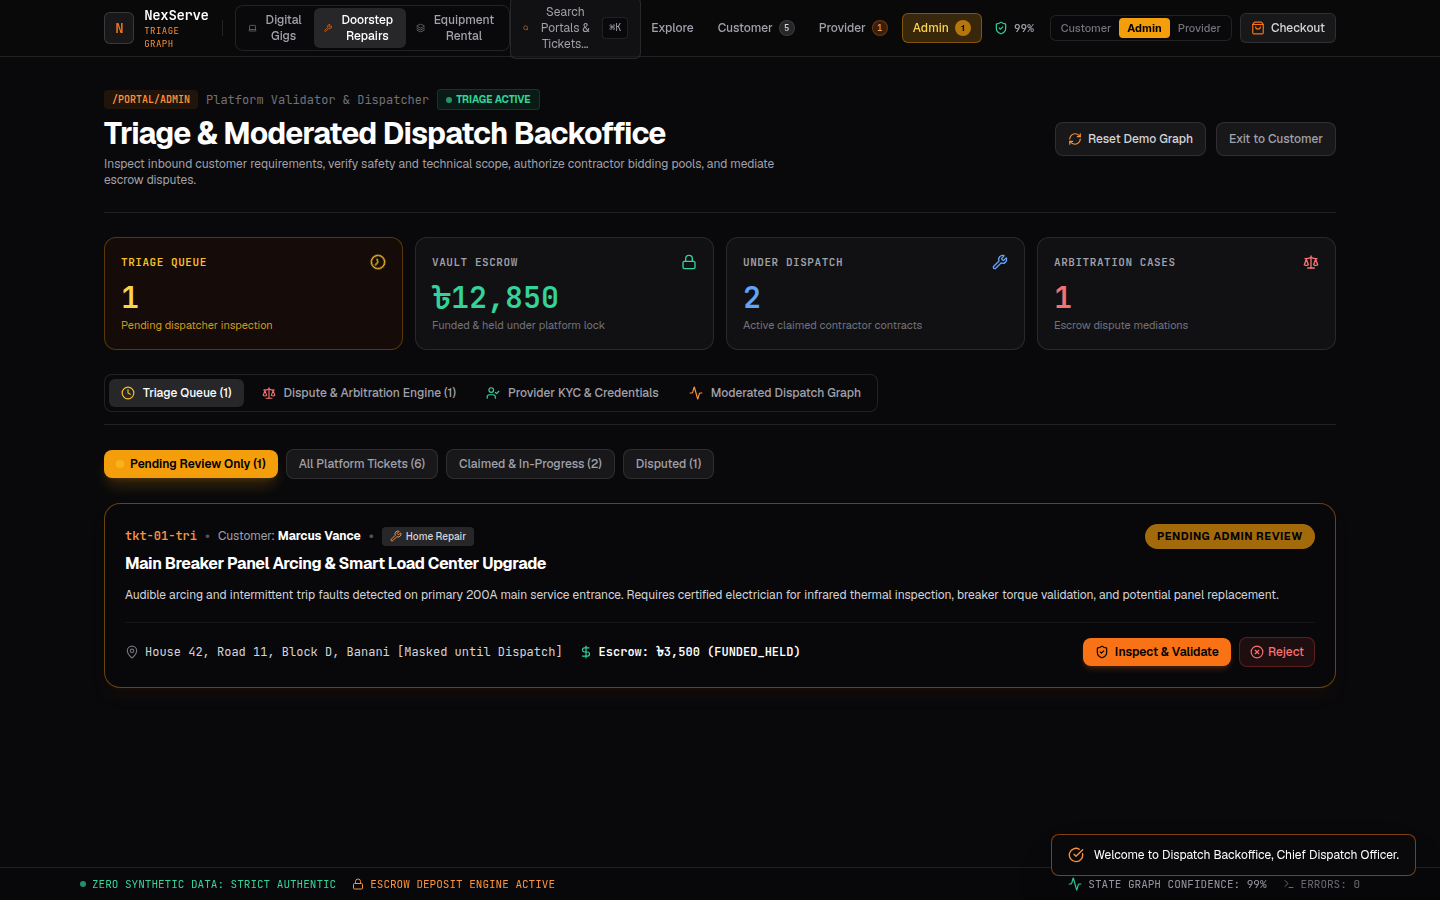 N
NexServe
TRIAGE
GRAPH
Digital
Gigs
Doorstep
Repairs
Equipment
Rental
Search
Portals &
Tickets...
⌘K
Explore
Customer 5
Provider 1
Admin 1
99%
Customer Admin Provider
Checkout
/PORTAL/ADMIN Platform Validator & Dispatcher TRIAGE ACTIVE
Triage & Moderated Dispatch Backoffice
Inspect inbound customer requirements, verify safety and technical scope, authorize contractor bidding pools, and mediate
escrow disputes.
Reset Demo Graph
Exit to Customer
TRIAGE QUEUE
1
Pending dispatcher inspection
VAULT ESCROW
৳12,850
Funded & held under platform lock
UNDER DISPATCH
2
Active claimed contractor contracts
ARBITRATION CASES
1
Escrow dispute mediations
Triage Queue (1)
Dispute & Arbitration Engine (1)
Provider KYC & Credentials
Moderated Dispatch Graph
Pending Review Only (1)
All Platform Tickets (6)
Claimed & In-Progress (2)
Disputed (1)
tkt-01-tri • Customer: Marcus Vance • Home Repair
PENDING ADMIN REVIEW
Main Breaker Panel Arcing & Smart Load Center Upgrade
Audible arcing and intermittent trip faults detected on primary 200A main service entrance. Requires certified electrician for infrared thermal inspection, breaker torque validation, and potential panel replacement.
House 42, Road 11, Block D, Banani [Masked until Dispatch]
Escrow: ৳3,500 (FUNDED_HELD)
Inspect & Validate
Reject
Welcome to Dispatch Backoffice, Chief Dispatch Officer.
ZERO SYNTHETIC DATA: STRICT AUTHENTIC
ESCROW DEPOSIT ENGINE ACTIVE
STATE GRAPH CONFIDENCE: 99%
ERRORS: 0